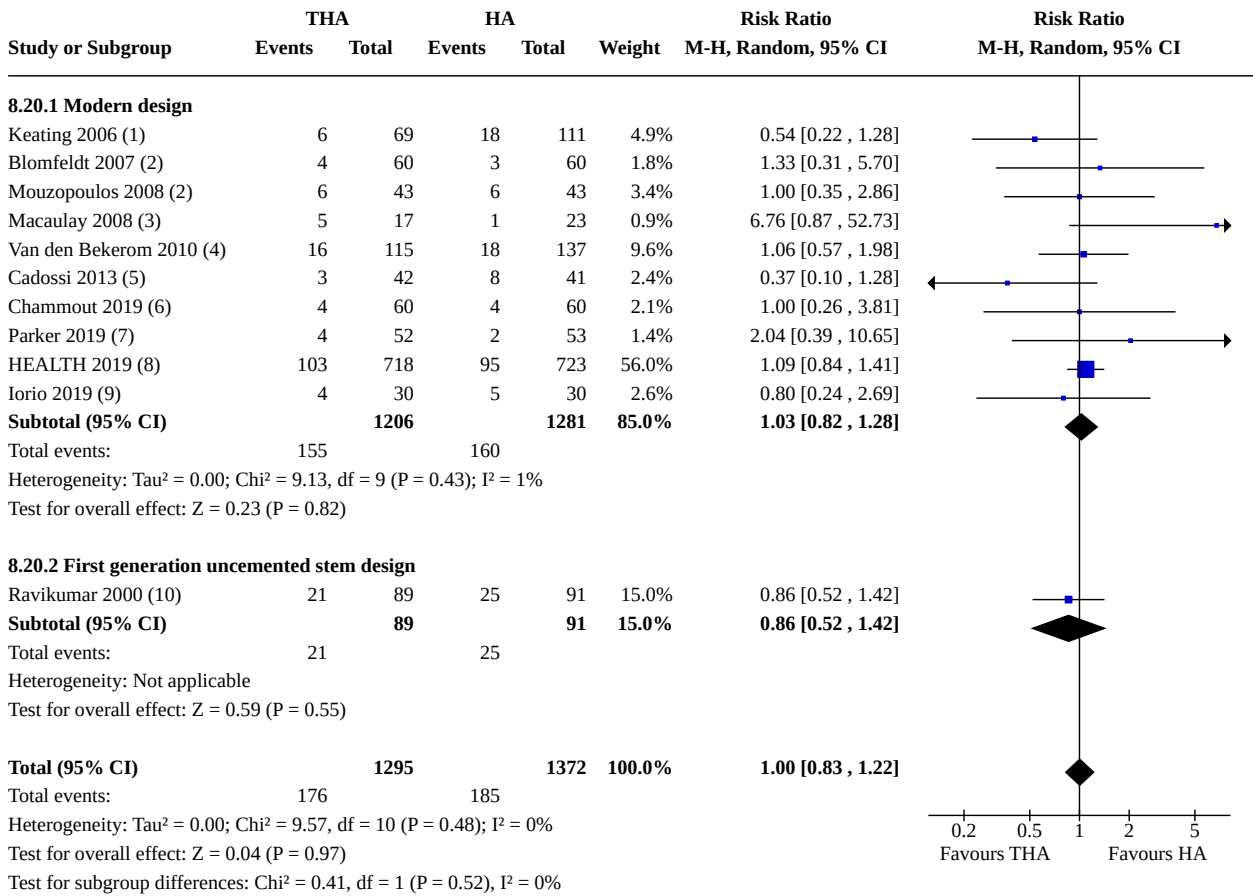 THA HA Risk Ratio Risk Ratio
Study or Subgroup Events Total Events Total Weight M-H, Random, 95% CI M-H, Random, 95% CI
8.20.1 Modern design
Keating 2006 (1) 6 69 18 111 4.9% 0.54 [0.22 , 1.28]
Blomfeldt 2007 (2) 4 60 3 60 1.8% 1.33 [0.31 , 5.70]
Mouzopoulos 2008 (2) 6 43 6 43 3.4% 1.00 [0.35 , 2.86]
Macaulay 2008 (3) 5 17 1 23 0.9% 6.76 [0.87 , 52.73]
Van den Bekerom 2010 (4) 16 115 18 137 9.6% 1.06 [0.57 , 1.98]
Cadossi 2013 (5) 3 42 8 41 2.4% 0.37 [0.10 , 1.28]
Chammout 2019 (6) 4 60 4 60 2.1% 1.00 [0.26 , 3.81]
Parker 2019 (7) 4 52 2 53 1.4% 2.04 [0.39 , 10.65]
HEALTH 2019 (8) 103 718 95 723 56.0% 1.09 [0.84 , 1.41]
Iorio 2019 (9) 4 30 5 30 2.6% 0.80 [0.24 , 2.69]
Subtotal (95% CI) 1206 1281 85.0% 1.03 [0.82 , 1.28]
Total events: 155 160
Heterogeneity: Tau² = 0.00; Chi² = 9.13, df = 9 (P = 0.43); I² = 1%
Test for overall effect: Z = 0.23 (P = 0.82)
8.20.2 First generation uncemented stem design
Ravikumar 2000 (10) 21 89 25 91 15.0% 0.86 [0.52 , 1.42]
Subtotal (95% CI) 89 91 15.0% 0.86 [0.52 , 1.42]
Total events: 21 25
Heterogeneity: Not applicable
Test for overall effect: Z = 0.59 (P = 0.55)
Total (95% CI) 1295 1372 100.0% 1.00 [0.83 , 1.22]
Total events: 176 185
Heterogeneity: Tau² = 0.00; Chi² = 9.57, df = 10 (P = 0.48); I² = 0%
0.2 0.5 1 2 5
Test for overall effect: Z = 0.04 (P = 0.97) Favours THA Favours HA
Test for subgroup differences: Chi² = 0.41, df = 1 (P = 0.52), I² = 0%